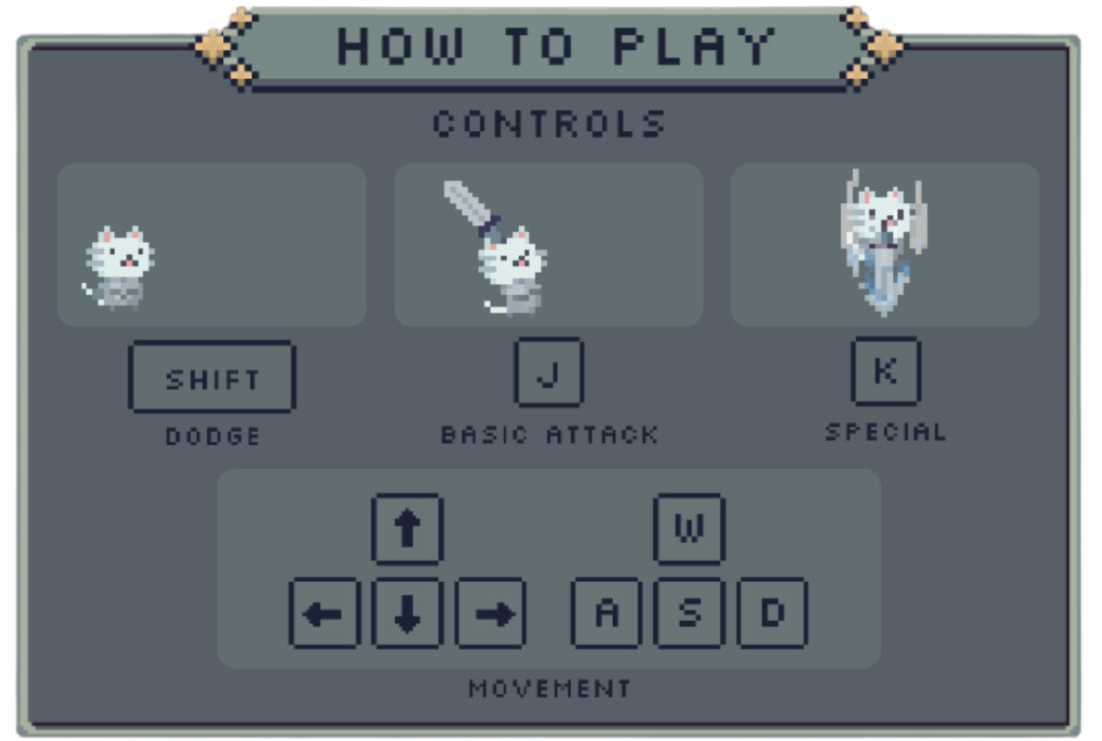 HOW TO PLAY
CONTROLS
SHIFT
DODGE
J
BASIC ATTACK
K
SPECIAL
↑
← ↓ →
W
A S D
MOVEMENT